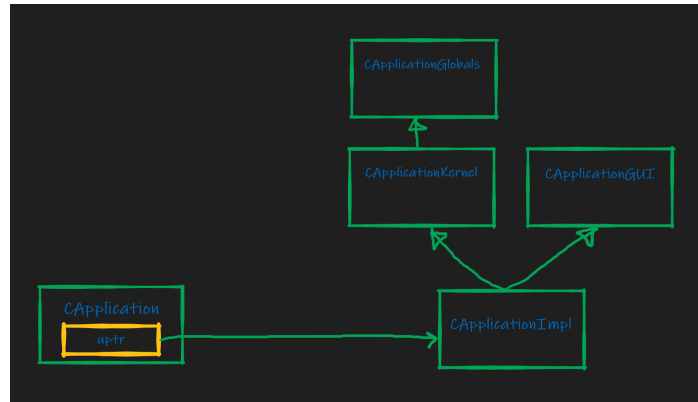 CApplicationGlobals
CApplicationKernel
CApplicationGUI
CApplication
uptr
CApplicationImpl